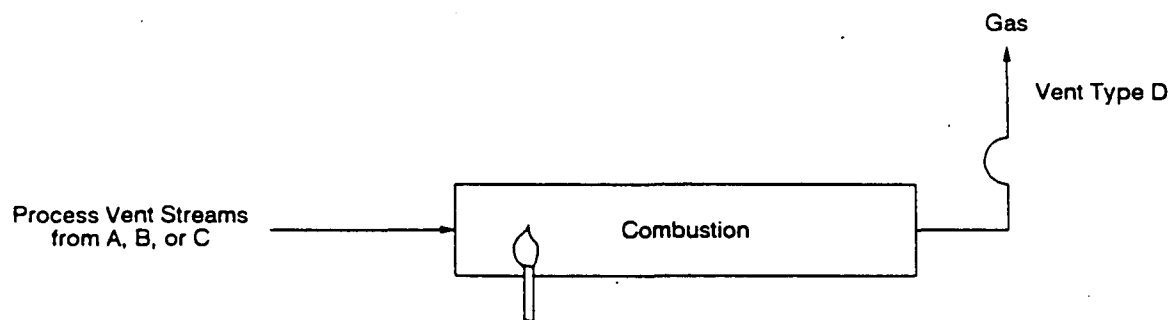 Gas
Vent Type D
Process Vent Streams
from A, B, or C
Combustion